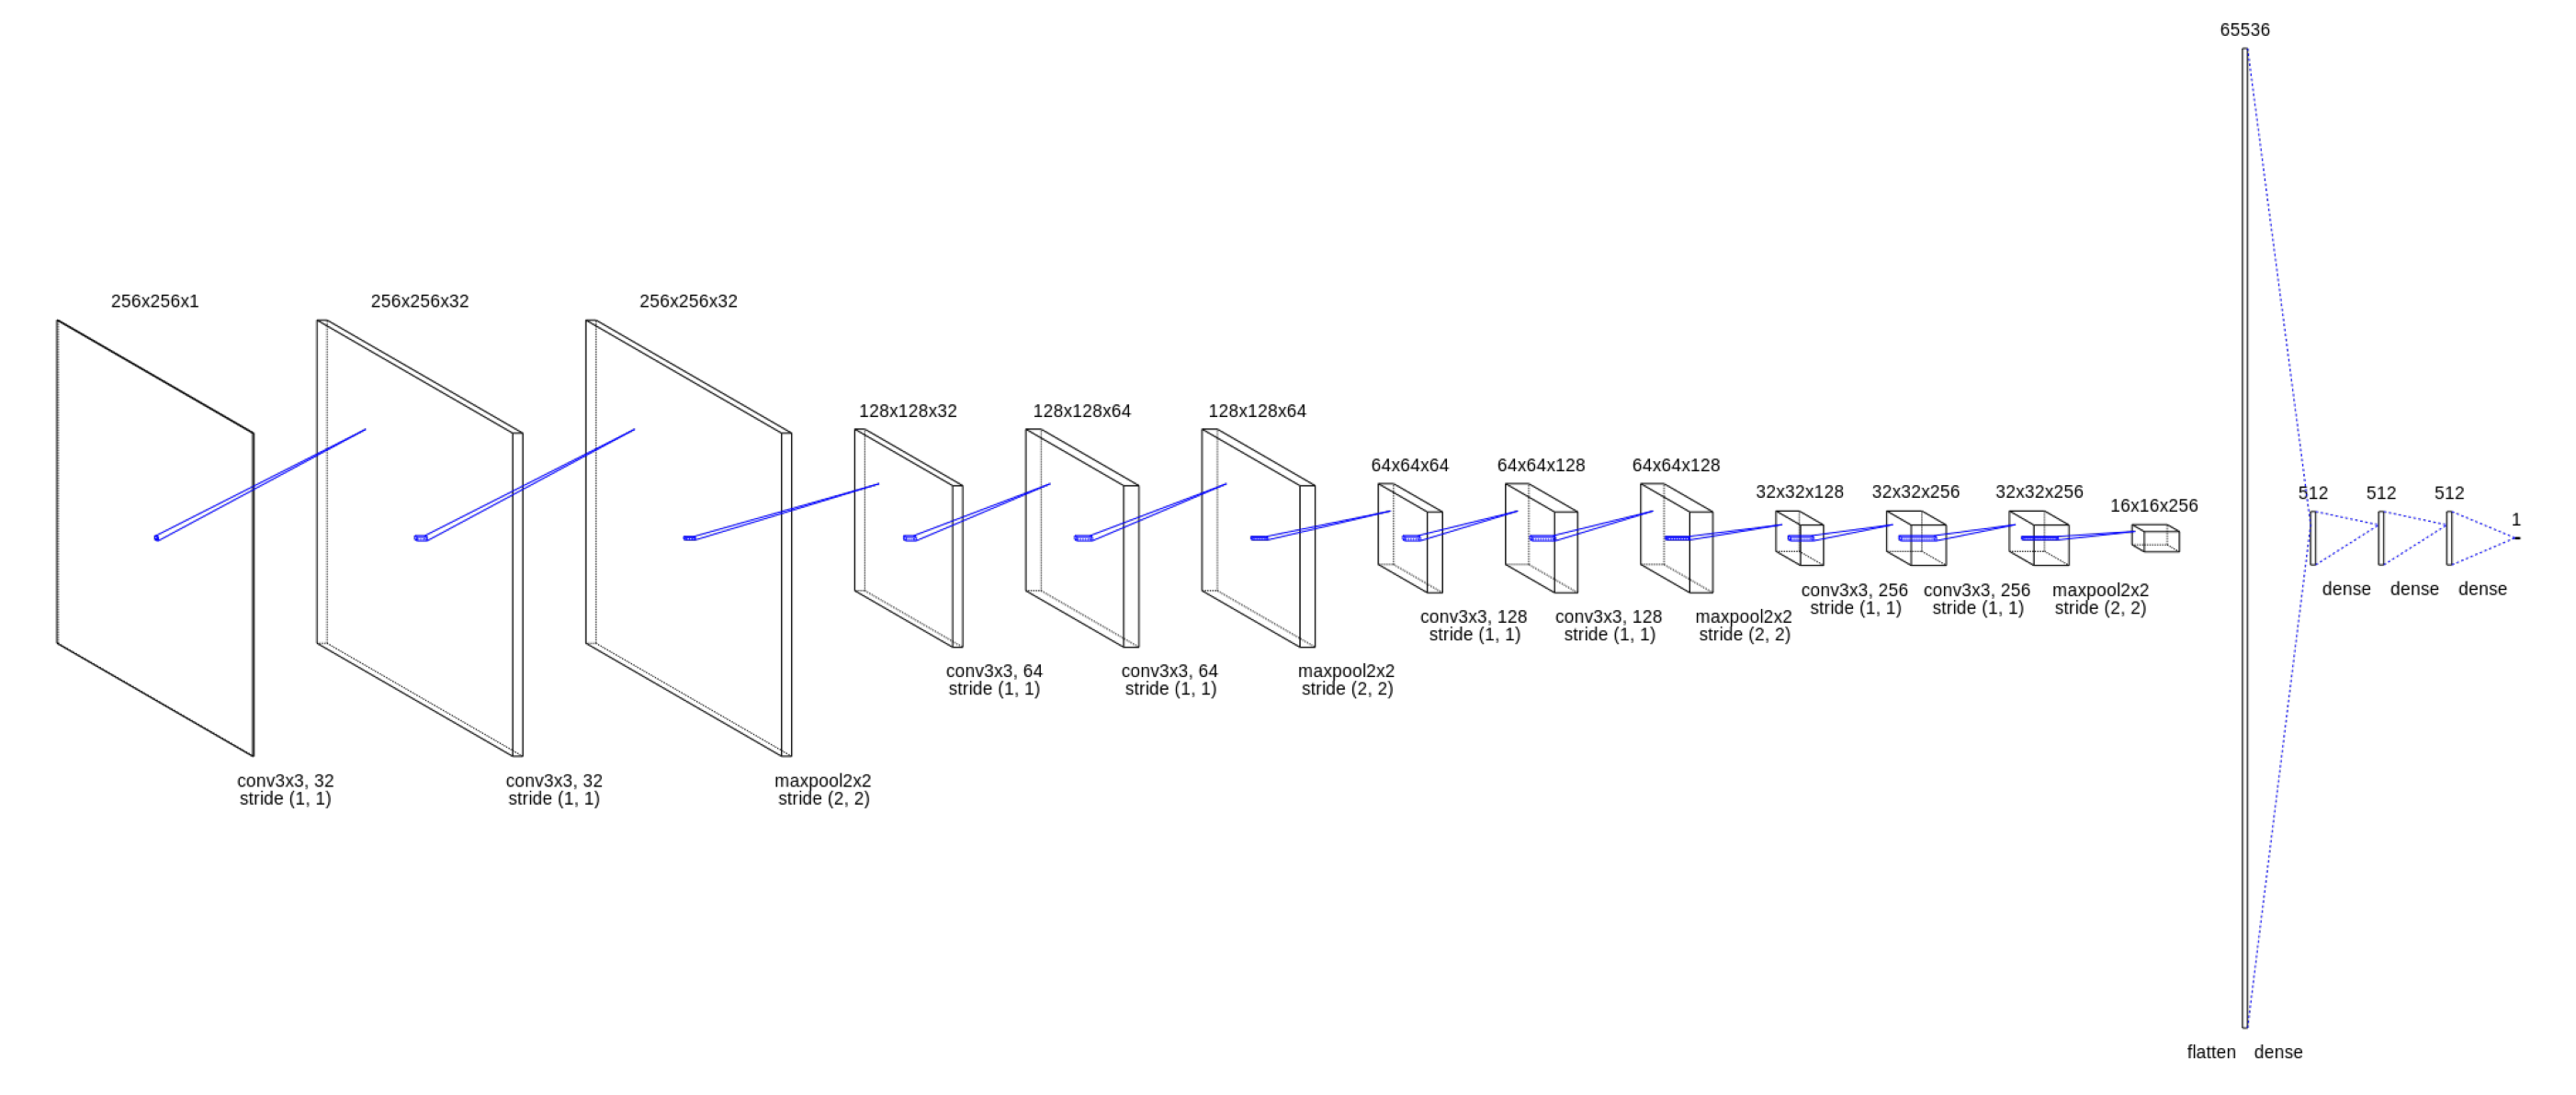 65536
256x256x1
256x256x32
256x256x32
128x128x32
128x128x64
128x128x64
64x64x64
64x64x128
64x64x128
32x32x128
32x32x256
32x32x256
16x16x256
512
512
512
1
conv3x3, 32
stride (1, 1)
conv3x3, 32
stride (1, 1)
maxpool2x2
stride (2, 2)
conv3x3, 64
stride (1, 1)
conv3x3, 64
stride (1, 1)
maxpool2x2
stride (2, 2)
conv3x3, 128
stride (1, 1)
conv3x3, 128
stride (1, 1)
maxpool2x2
stride (2, 2)
conv3x3, 256
stride (1, 1)
conv3x3, 256
stride (1, 1)
maxpool2x2
stride (2, 2)
flatten
dense
dense
dense
dense